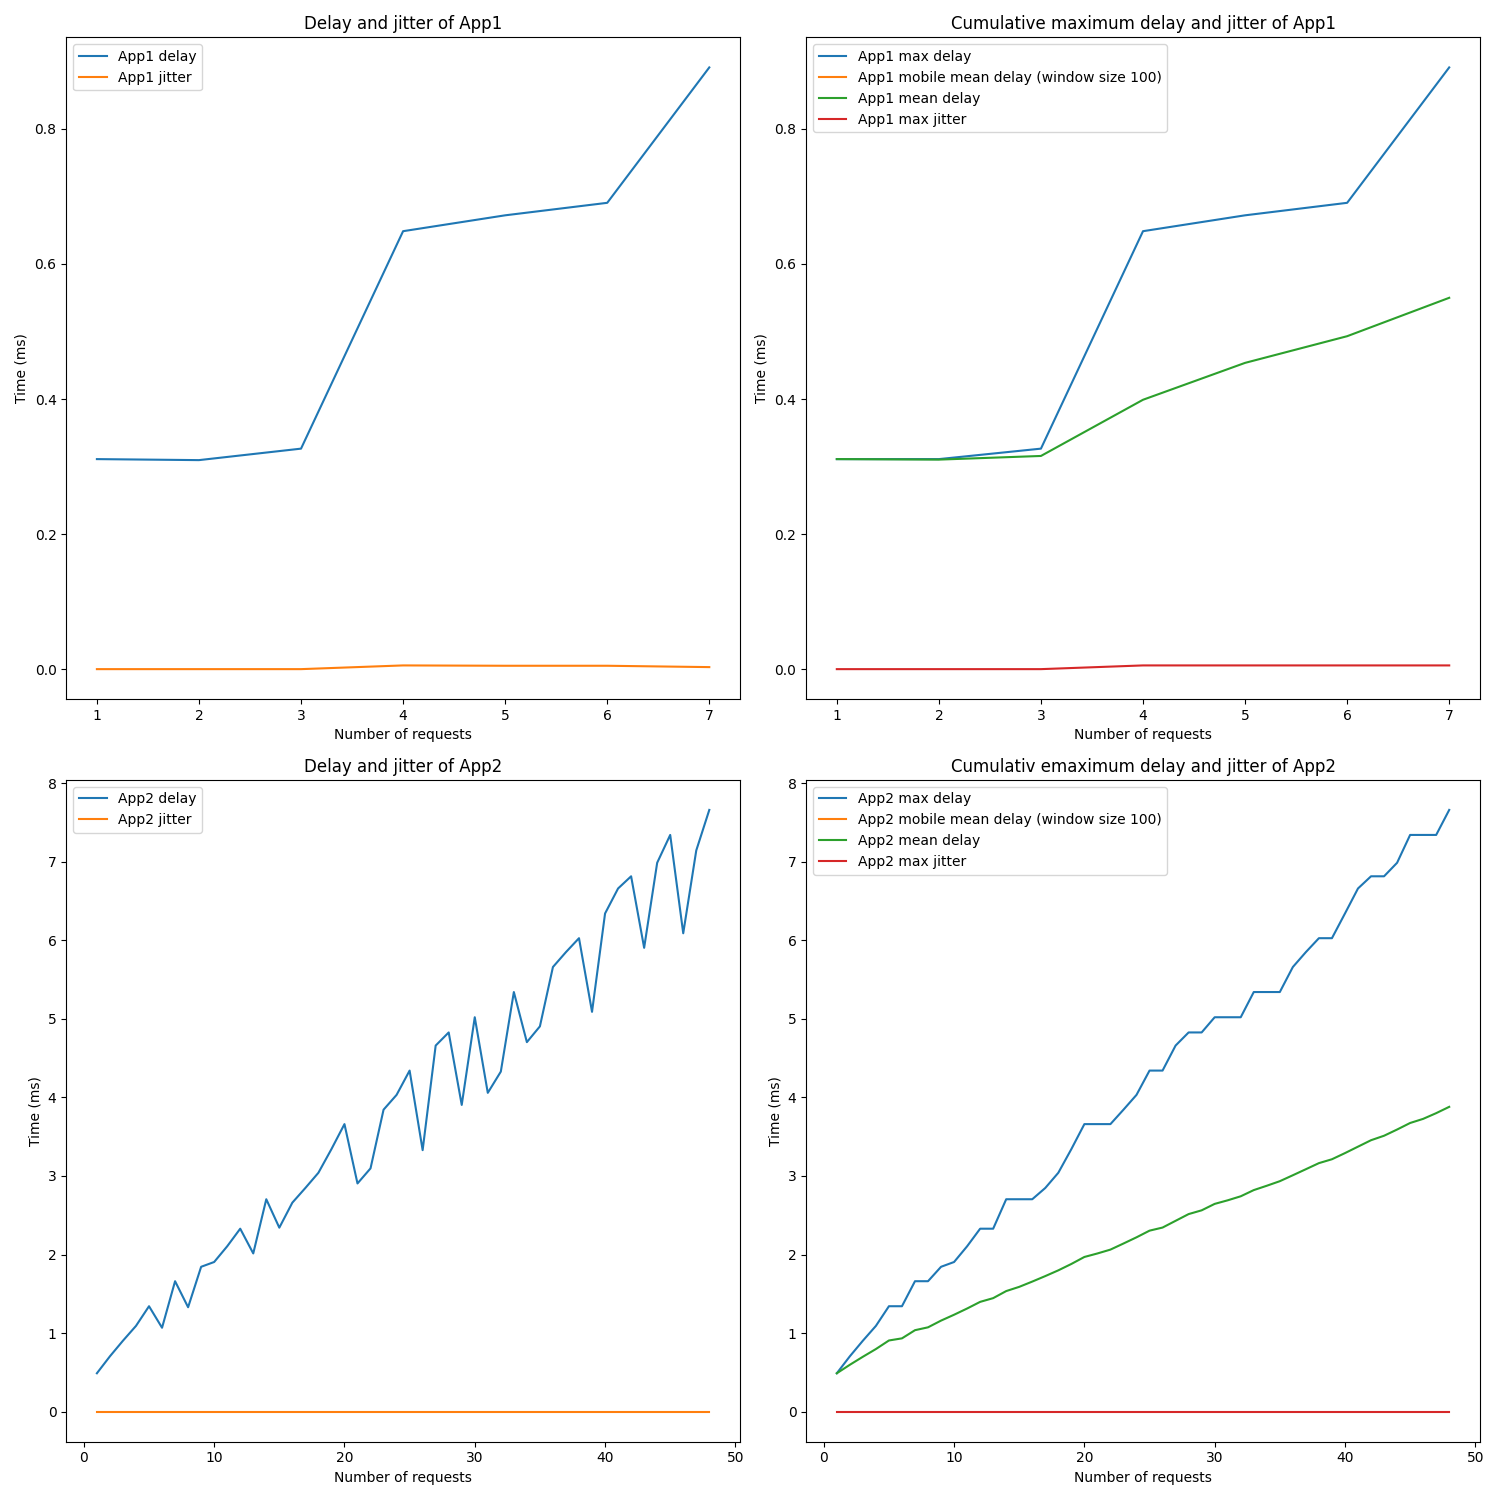 Delay and jitter of App1
App1 delay
App1 jitter
Time (ms)
0.8
0.6
0.4
0.2
0.0
1 2 3 4 5 6 7
Number of requests
Cumulative maximum delay and jitter of App1
App1 max delay
App1 mobile mean delay (window size 100)
App1 mean delay
App1 max jitter
Time (ms)
0.8
0.6
0.4
0.2
0.0
1 2 3 4 5 6 7
Number of requests
Delay and jitter of App2
App2 delay
App2 jitter
Time (ms)
8
7
6
5
4
3
2
1
0
0 10 20 30 40 50
Number of requests
Cumulativ emaximum delay and jitter of App2
App2 max delay
App2 mobile mean delay (window size 100)
App2 mean delay
App2 max jitter
Time (ms)
8
7
6
5
4
3
2
1
0
0 10 20 30 40 50
Number of requests